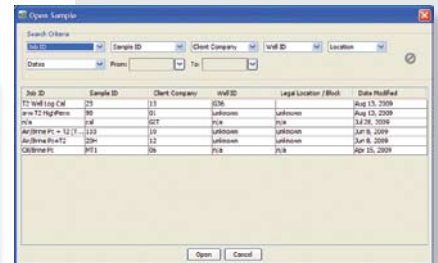 Open Sample
Search Criteria
Job ID Sample ID Client Company Well ID Location
Dates From: To:
Job ID Sample ID Client Company Well ID Legal Location / Block Date Modified
T2 Well Log Cal 25 15 G36 Aug 13, 2009
T2 HighPerm 90 01 unknown unknown Aug 13, 2009
n/a cal GIT n/a n/a Jul 28, 2009
Air/Brine Pc + T2 (T... 133 10 unknown unknown Jun 8, 2009
Air/Brine Pc+T2 23H 12 unknown unknown Jun 8, 2009
Oil/Brine Pc MT1 06 n/a n/a Apr 15, 2009
Open Cancel